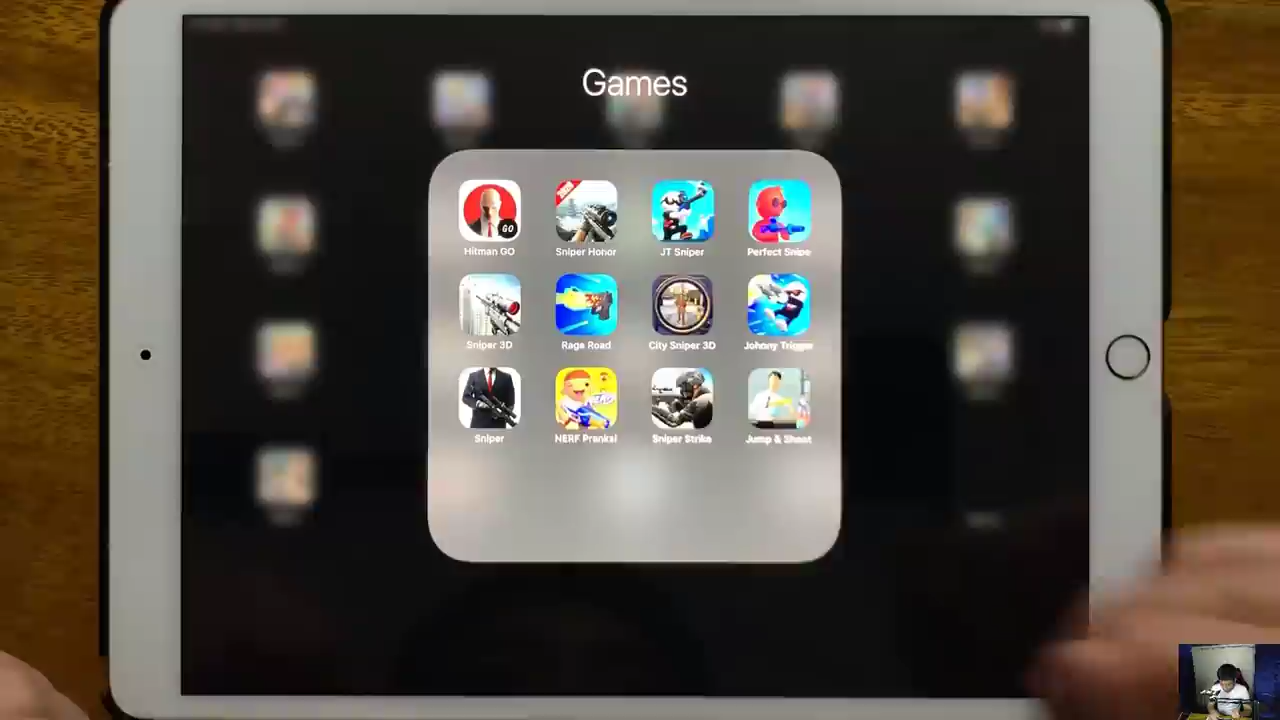 Games
GO
2020
Hitman GO
Sniper Honor
JT Sniper
Perfect Snipe
Sniper 3D
Rage Road
City Sniper 3D
Johnny Trigger
Sniper
NERF Pranks!
Sniper Strike
Jump & Shoot